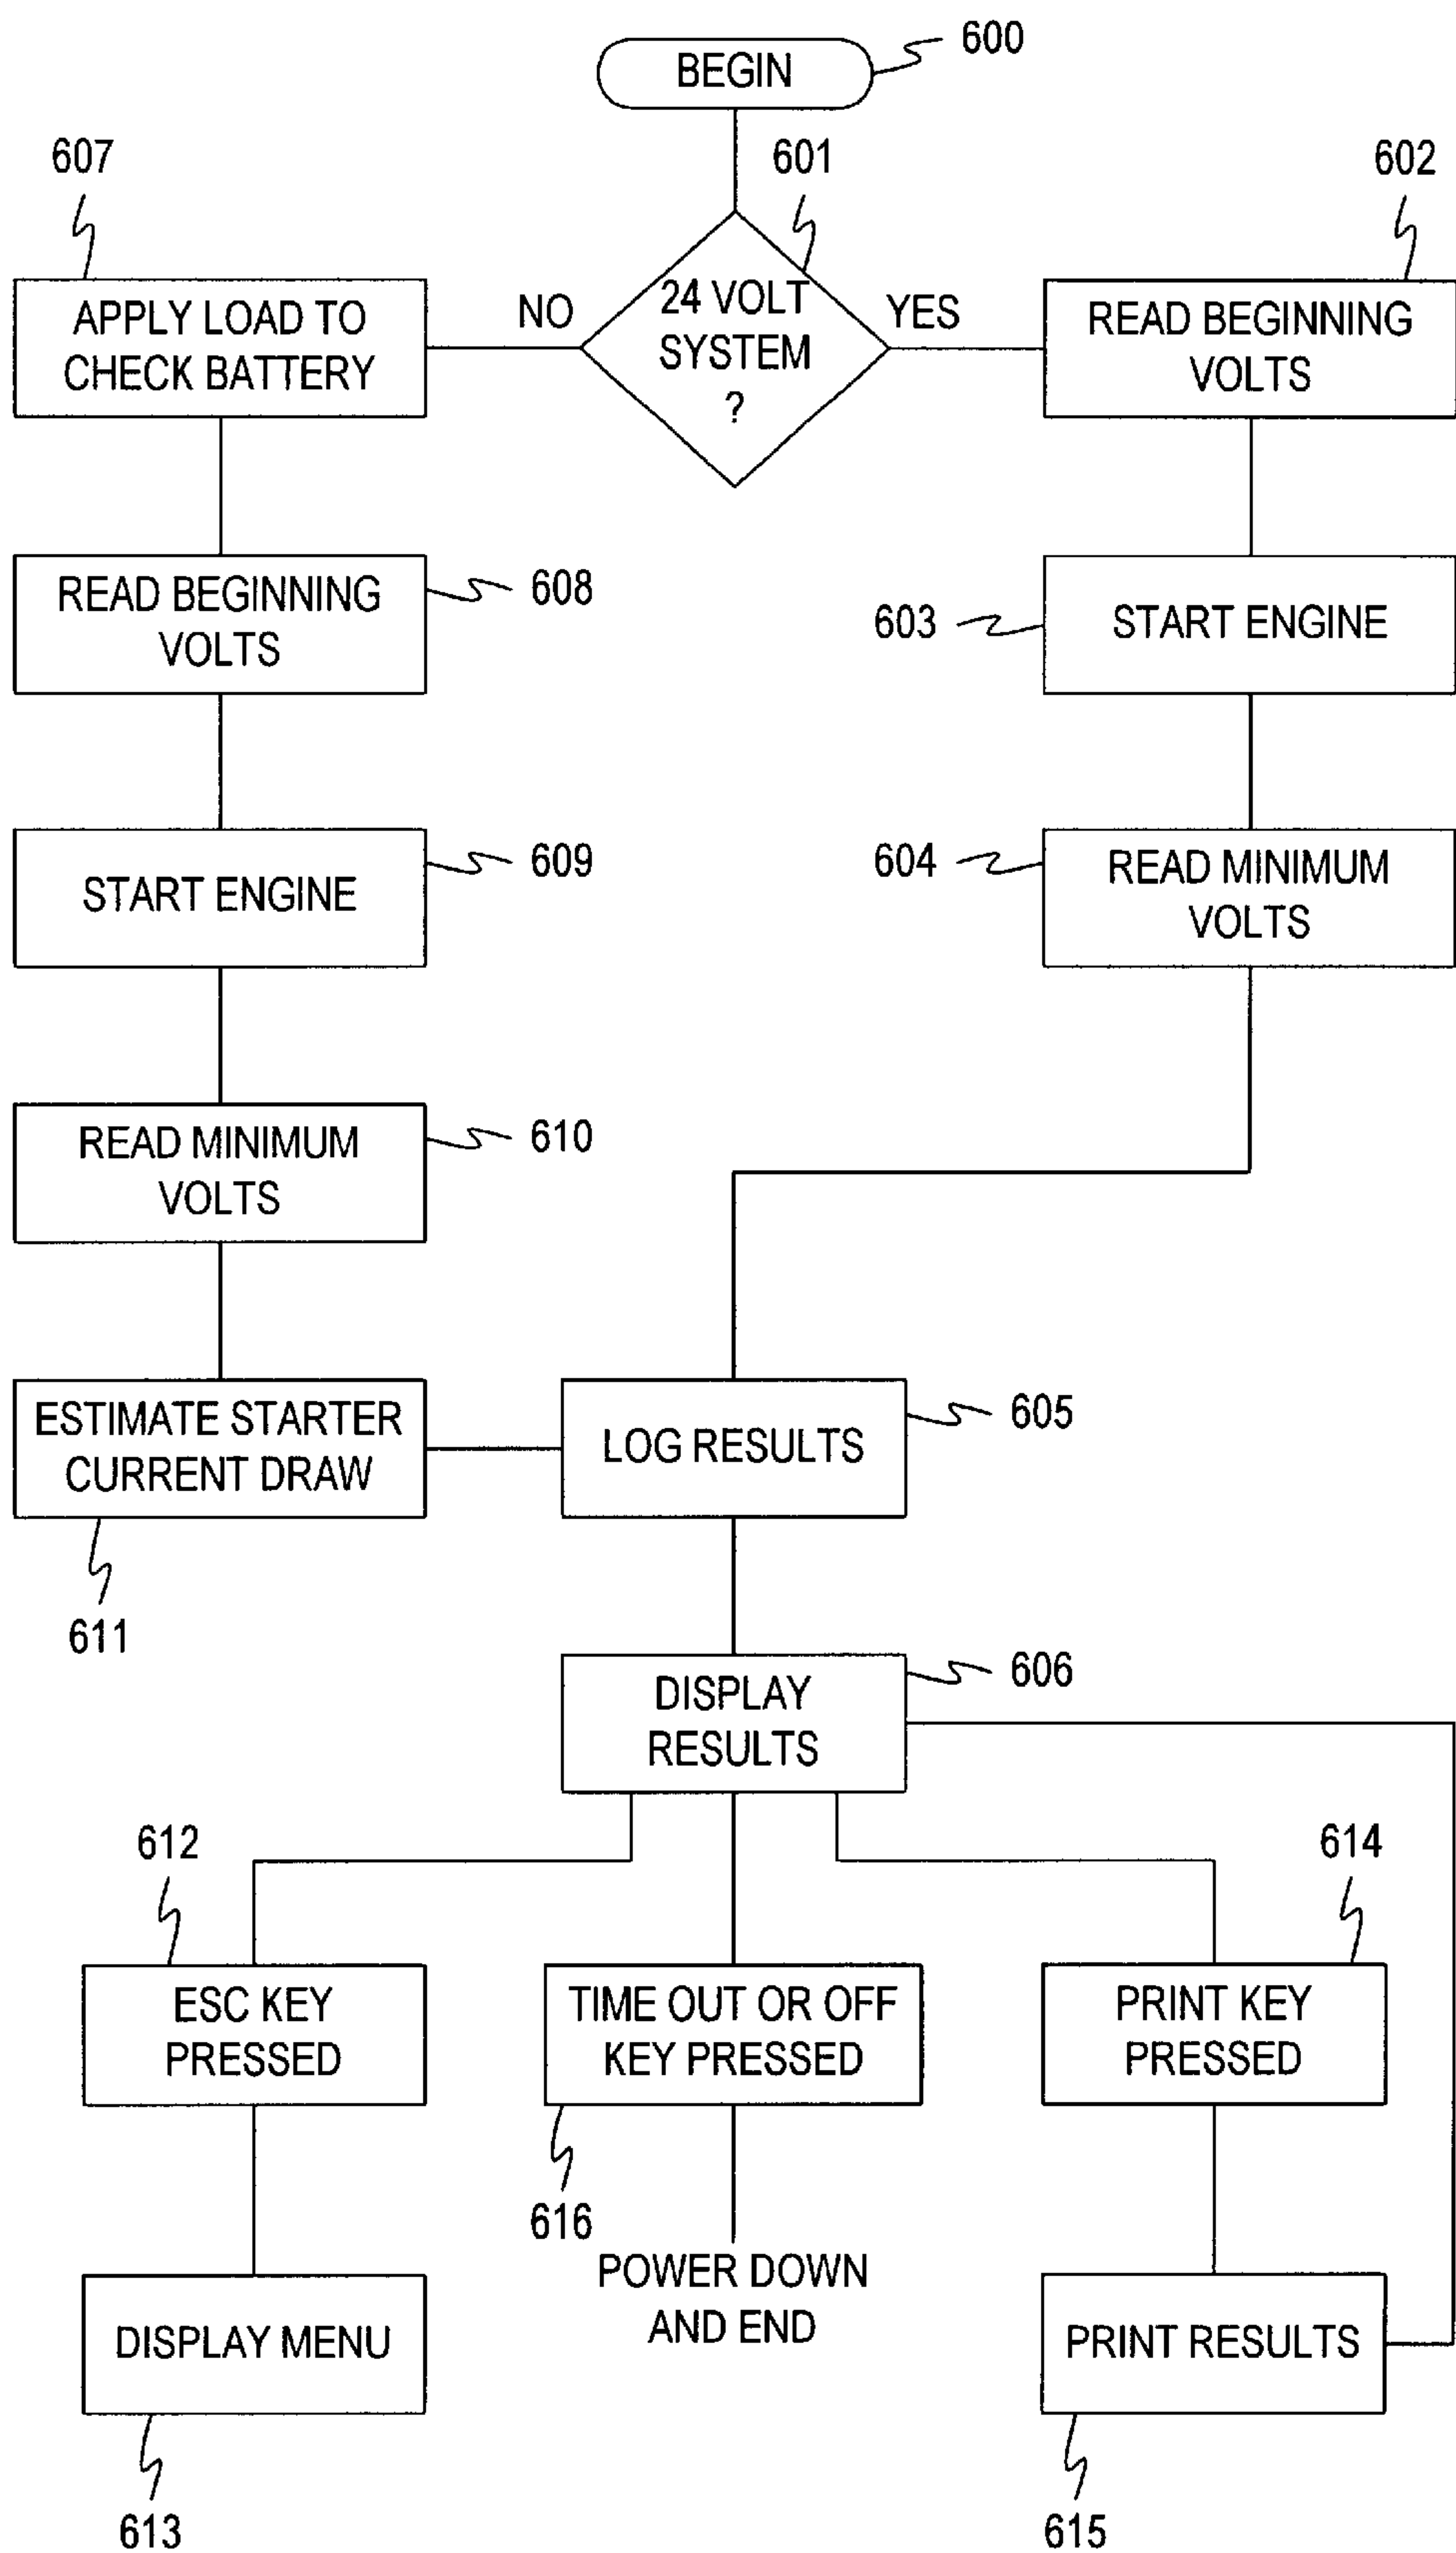 BEGIN
600
607
601
602
APPLY LOAD TO
CHECK BATTERY
NO
24 VOLT
SYSTEM
?
YES
READ BEGINNING
VOLTS
READ BEGINNING
VOLTS
608
603
START ENGINE
START ENGINE
609
604
READ MINIMUM
VOLTS
READ MINIMUM
VOLTS
610
ESTIMATE STARTER
CURRENT DRAW
611
LOG RESULTS
605
DISPLAY
RESULTS
606
612
614
ESC KEY
PRESSED
TIME OUT OR OFF
KEY PRESSED
PRINT KEY
PRESSED
616
POWER DOWN
AND END
DISPLAY MENU
PRINT RESULTS
613
615